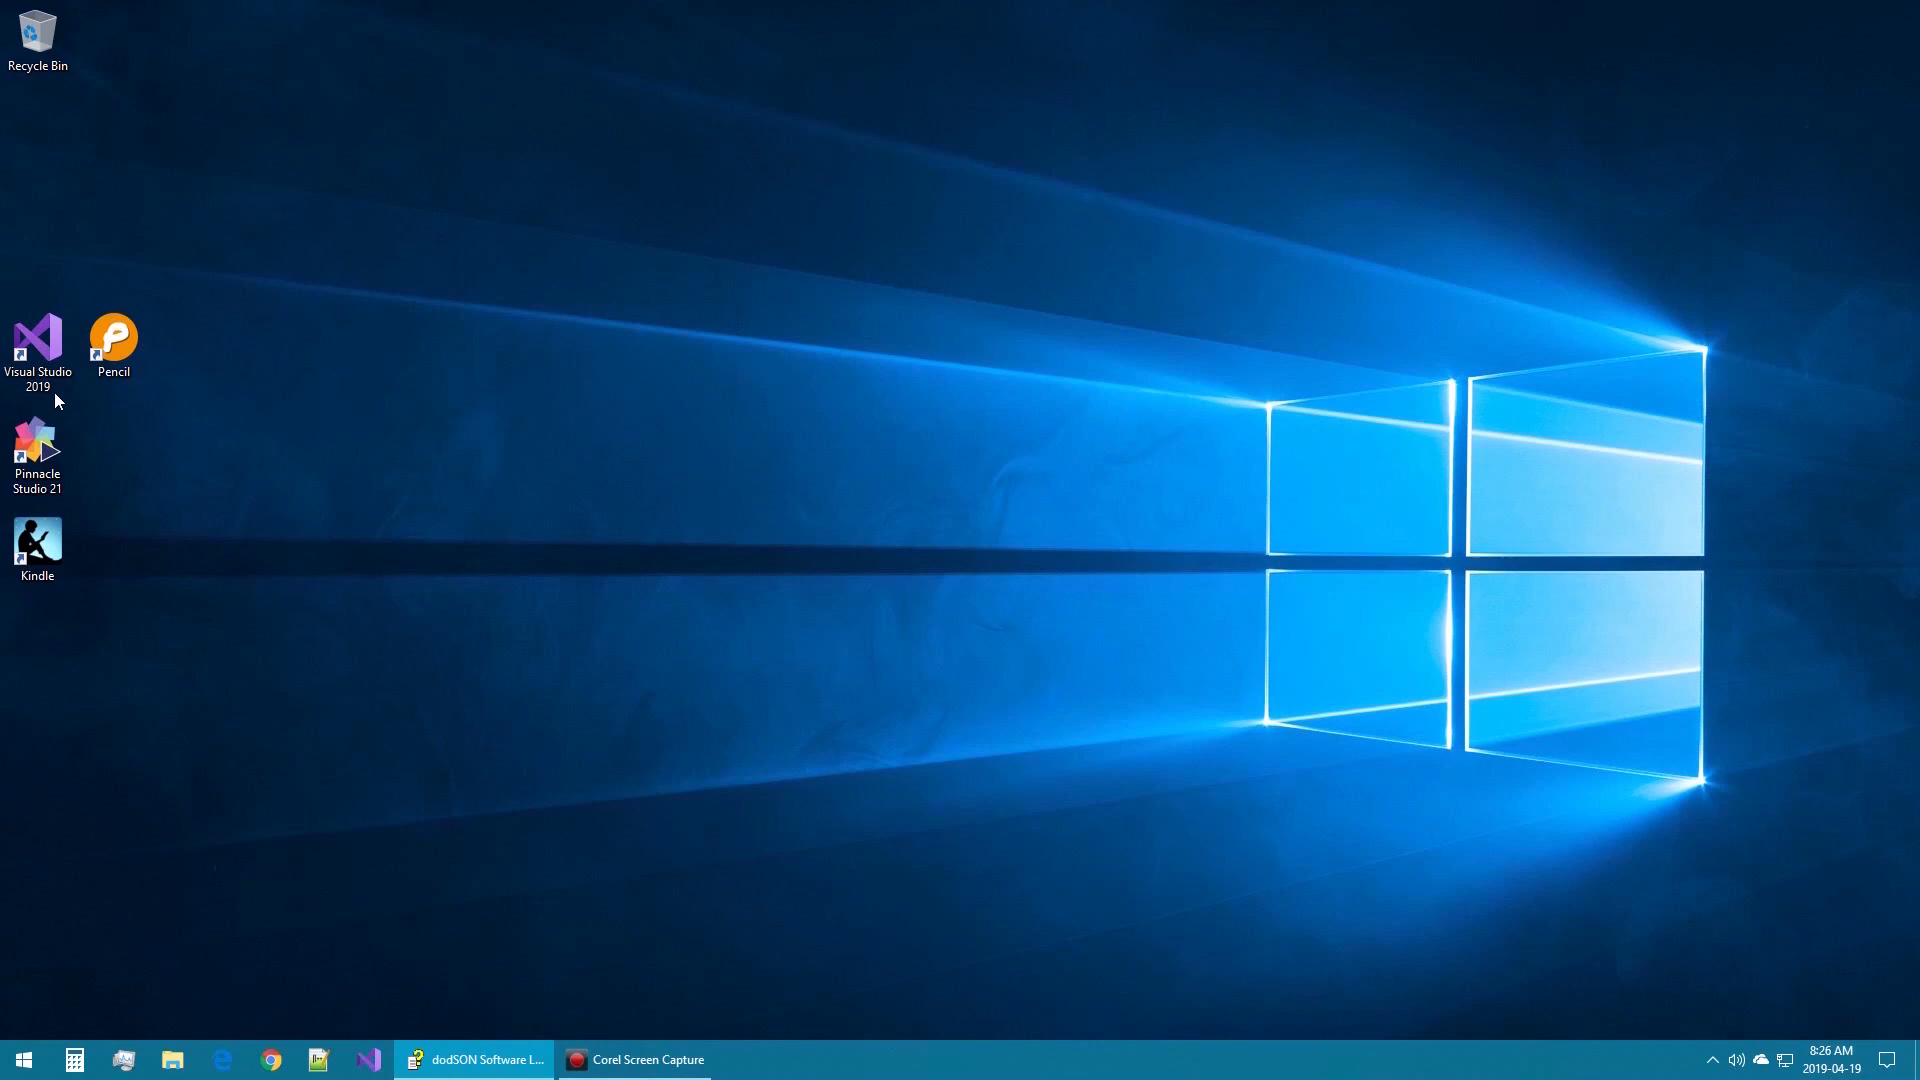 Recycle Bin
Visual Studio
2019
Pencil
Pinnacle
Studio 21
Kindle
dodSON Software L...
Corel Screen Capture
8:26 AM
2019-04-19